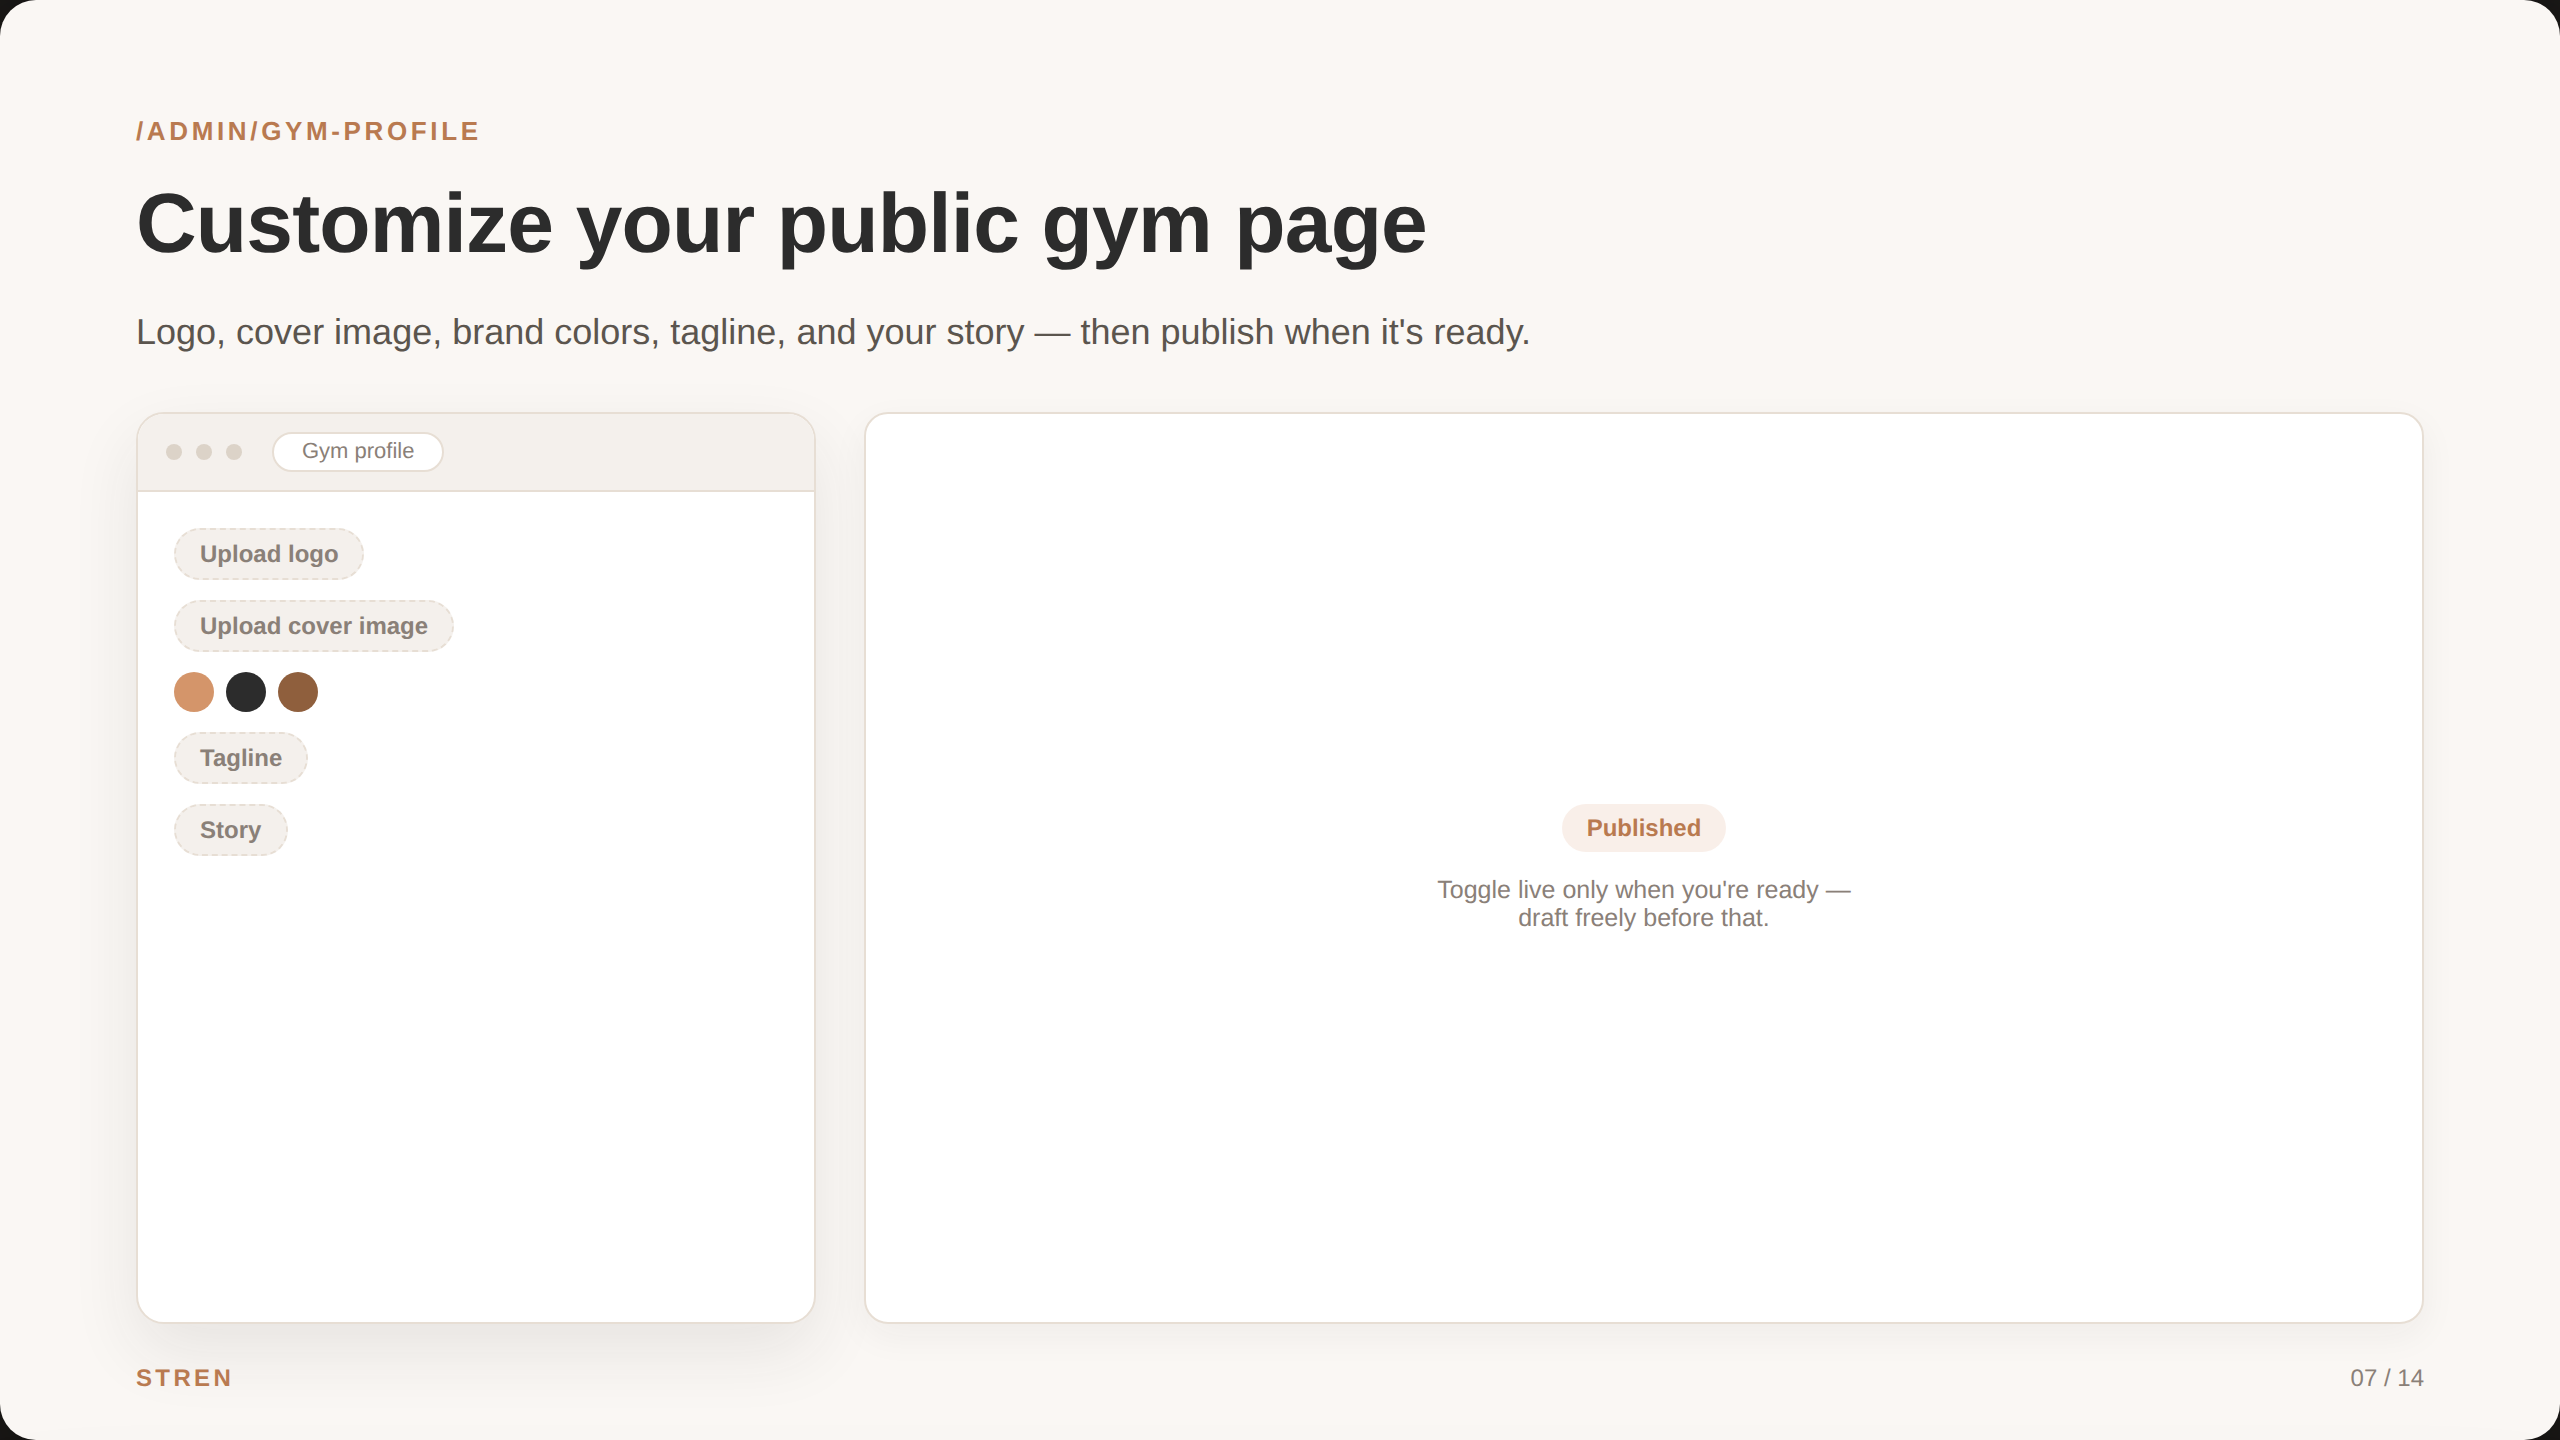 /ADMIN/GYM-PROFILE
Customize your public gym page
Logo, cover image, brand colors, tagline, and your story — then publish when it's ready.
Gym profile
Upload logo
Upload cover image
Tagline
Story
Published
Toggle live only when you're ready —
draft freely before that.
STREN
07 / 14